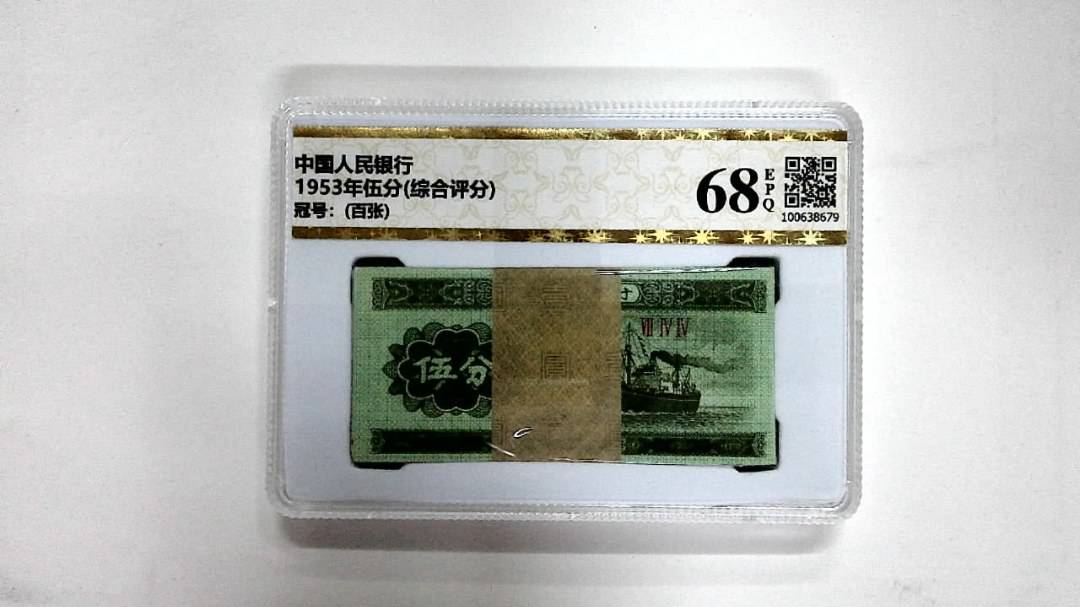 中国人民银行
1953年伍分(综合评分)
冠号：(百张)
68
EPQ
100638679
伍分
VII IV IV